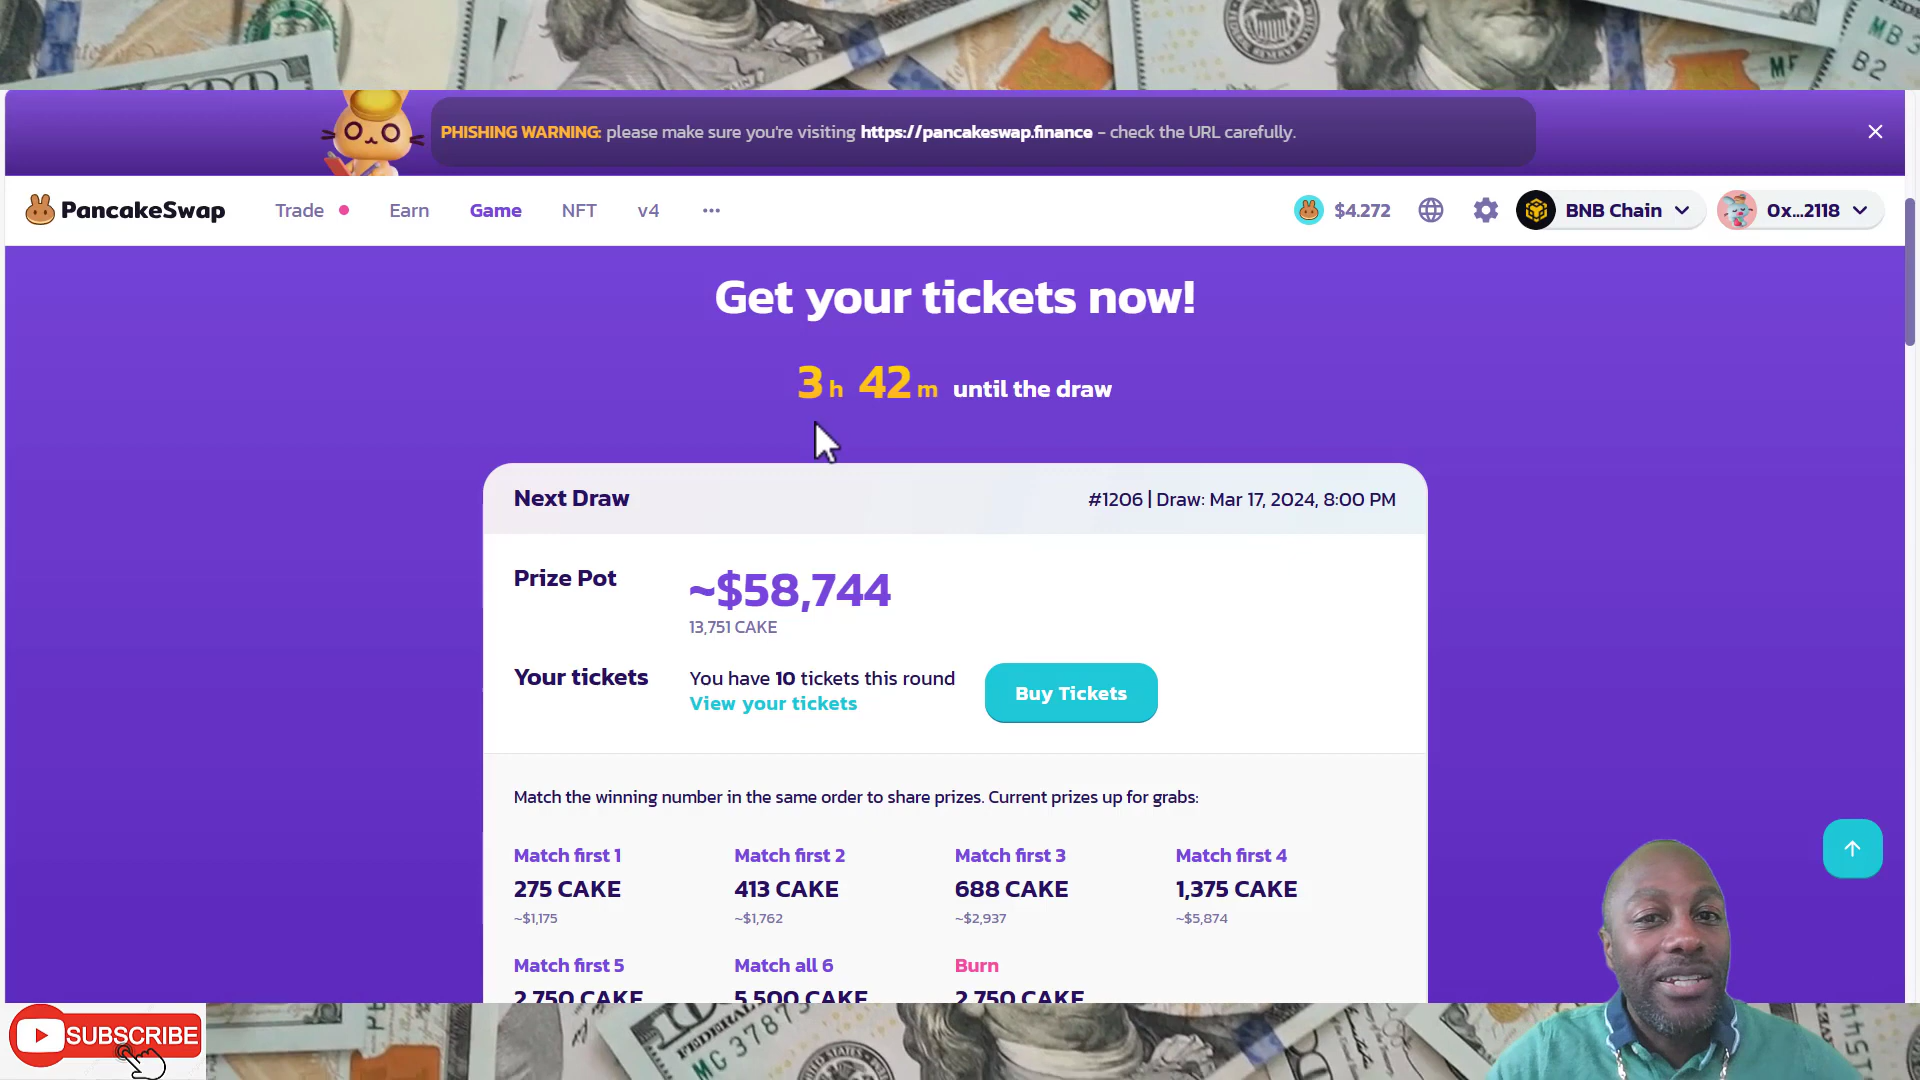 PHISHING WARNING: please make sure you're visiting https://pancakeswap.finance - check the URL carefully.
PancakeSwap Trade Earn Game NFT v4 ... $4.272 BNB Chain 0x...2118
Get your tickets now!
3 h 42 m until the draw
Next Draw #1206 | Draw: Mar 17, 2024, 8:00 PM
Prize Pot ~$58,744
13,751 CAKE
Your tickets You have 10 tickets this round
View your tickets
Buy Tickets
Match the winning number in the same order to share prizes. Current prizes up for grabs:
Match first 1 Match first 2 Match first 3 Match first 4
275 CAKE 413 CAKE 688 CAKE 1,375 CAKE
~$1,175 ~$1,762 ~$2,937 ~$5,874
Match first 5 Match all 6 Burn
2,750 CAKE 5,500 CAKE 2,750 CAKE
SUBSCRIBE